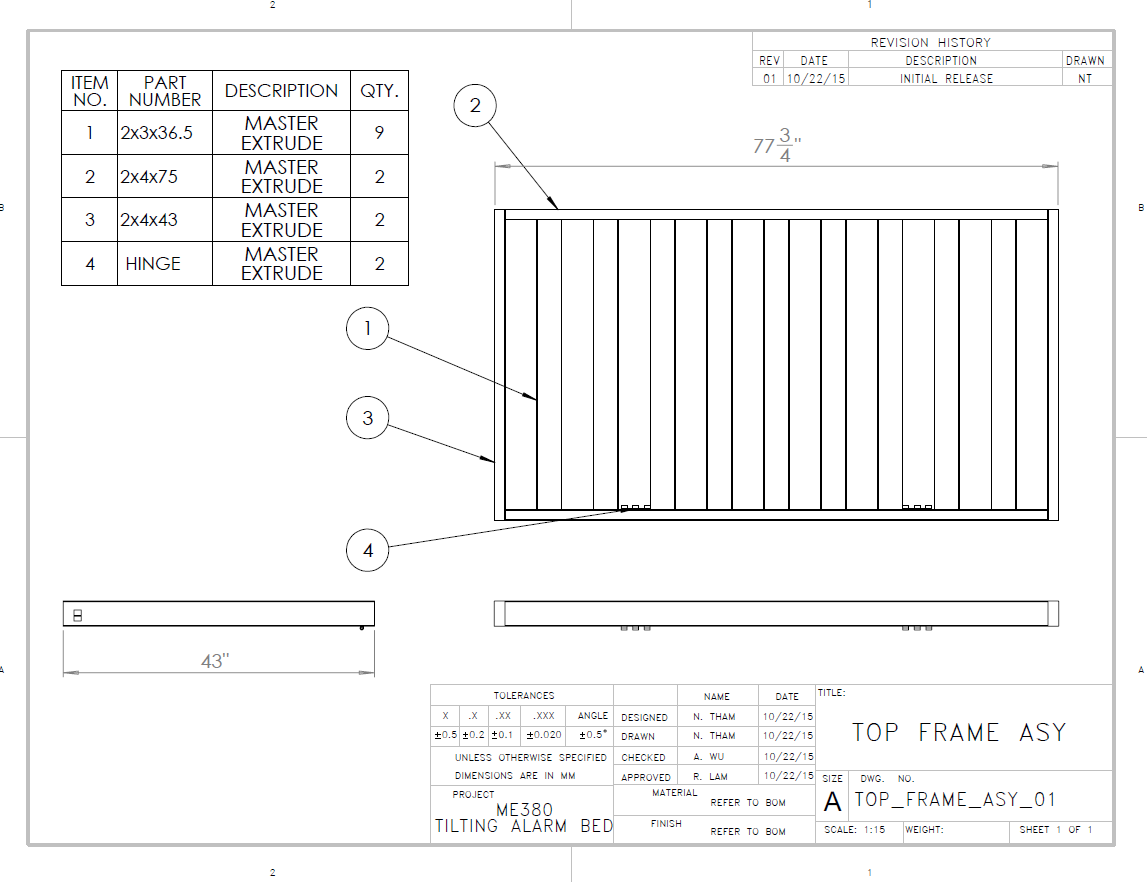 2 1
REVISION HISTORY
REV DATE DESCRIPTION DRAWN
01 10/22/15 INITIAL RELEASE NT
ITEM NO. PART NUMBER DESCRIPTION QTY.
1 2x3x36.5 MASTER EXTRUDE 9
2 2x4x75 MASTER EXTRUDE 2
3 2x4x43 MASTER EXTRUDE 2
4 HINGE MASTER EXTRUDE 2
2
77 3/4"
B B
1
3
4
43"
A A
TOLERANCES
X .X .XX .XXX ANGLE
±0.5 ±0.2 ±0.1 ±0.020 ±0.5°
UNLESS OTHERWISE SPECIFIED
DIMENSIONS ARE IN MM
PROJECT
ME380
TILTING ALARM BED
NAME DATE
DESIGNED N. THAM 10/22/15
DRAWN N. THAM 10/22/15
CHECKED A. WU 10/22/15
APPROVED R. LAM 10/22/15
MATERIAL
REFER TO BOM
FINISH
REFER TO BOM
TITLE:
TOP FRAME ASY
SIZE DWG. NO.
A TOP_FRAME_ASY_01
SCALE: 1:15 WEIGHT: SHEET 1 OF 1
2 1